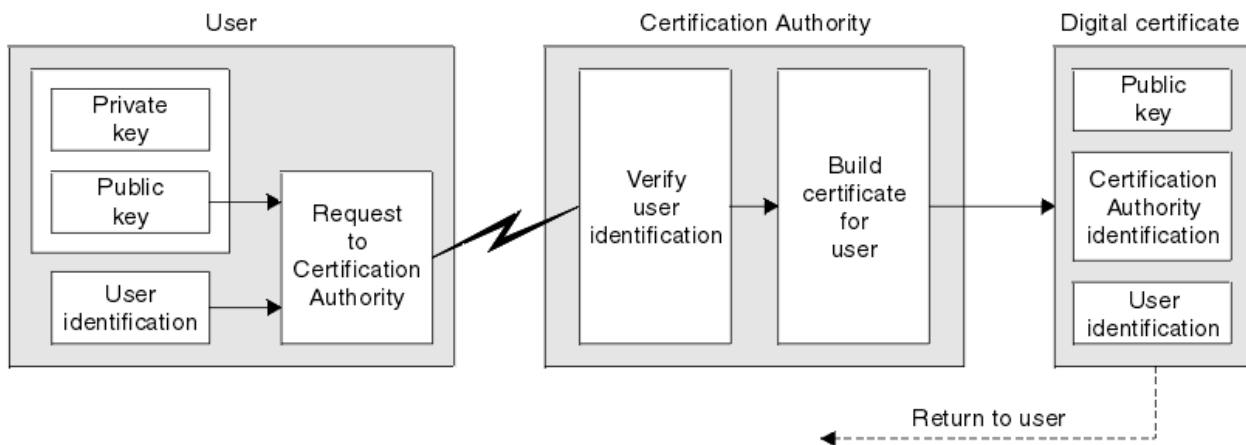 User
Private
key
Public
key
User
identification
Request
to
Certification
Authority
Certification Authority
Verify
user
identification
Build
certificate
for
user
Digital certificate
Public
key
Certification
Authority
identification
User
identification
Return to user